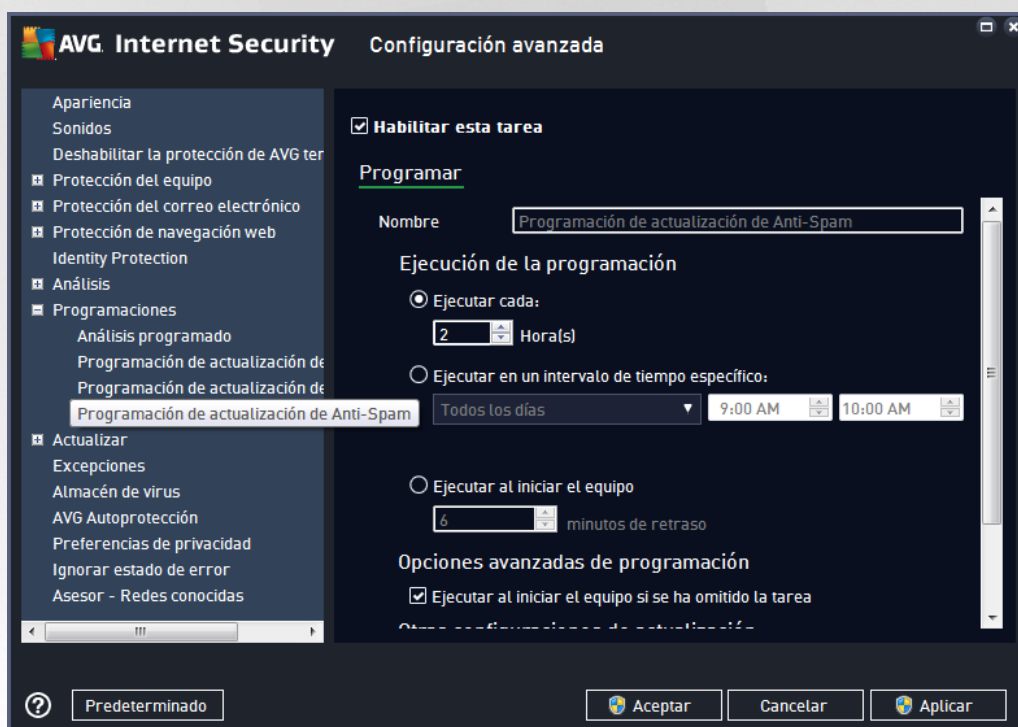 AVG. Internet Security
Configuración avanzada
Apariencia
Sonidos
Deshabilitar la protección de AVG ter
Protección del equipo
Protección del correo electrónico
Protección de navegación web
Identity Protection
Análisis
Programaciones
Análisis programado
Programación de actualización de
Programación de actualización de
Programación de actualización de Anti-Spam
Actualizar
Excepciones
Almacén de virus
AVG Autoprotección
Preferencias de privacidad
Ignorar estado de error
Asesor - Redes conocidas
Habilitar esta tarea
Programar
Nombre
Programación de actualización de Anti-Spam
Ejecución de la programación
Ejecutar cada:
2 Hora(s)
Ejecutar en un intervalo de tiempo específico:
Todos los días 9:00 AM 10:00 AM
Ejecutar al iniciar el equipo
6 minutos de retraso
Opciones avanzadas de programación
Ejecutar al iniciar el equipo si se ha omitido la tarea
Otras configuraciones de actualización
? Predeterminado Aceptar Cancelar Aplicar